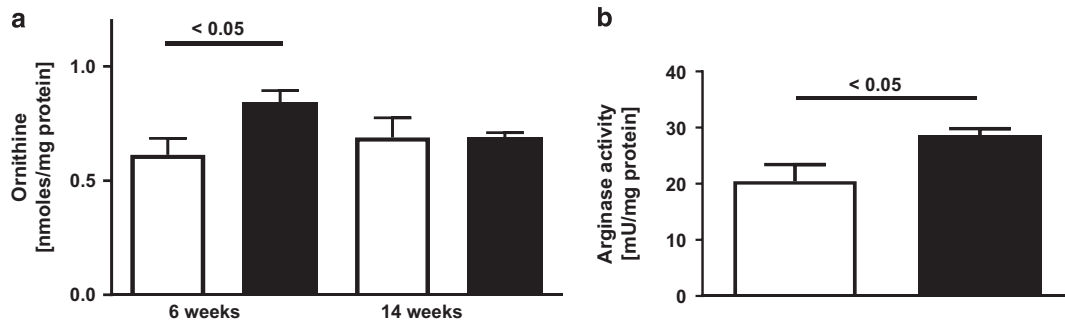 a
< 0.05
Ornithine
[nmoles/mg protein]
1.0
0.5
0.0
6 weeks
14 weeks
b
< 0.05
Arginase activity
[mU/mg protein]
40
30
20
10
0